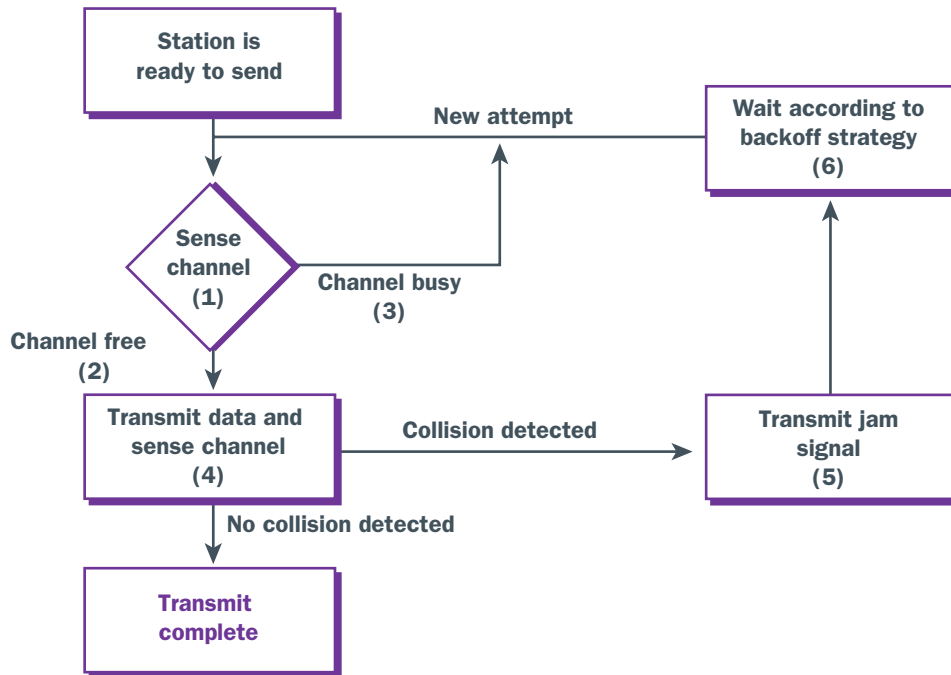 Station is
ready to send
New attempt
Wait according to
backoff strategy
(6)
Sense
channel
(1)
Channel busy
(3)
Channel free
(2)
Transmit data and
sense channel
(4)
Collision detected
Transmit jam
signal
(5)
No collision detected
Transmit
complete